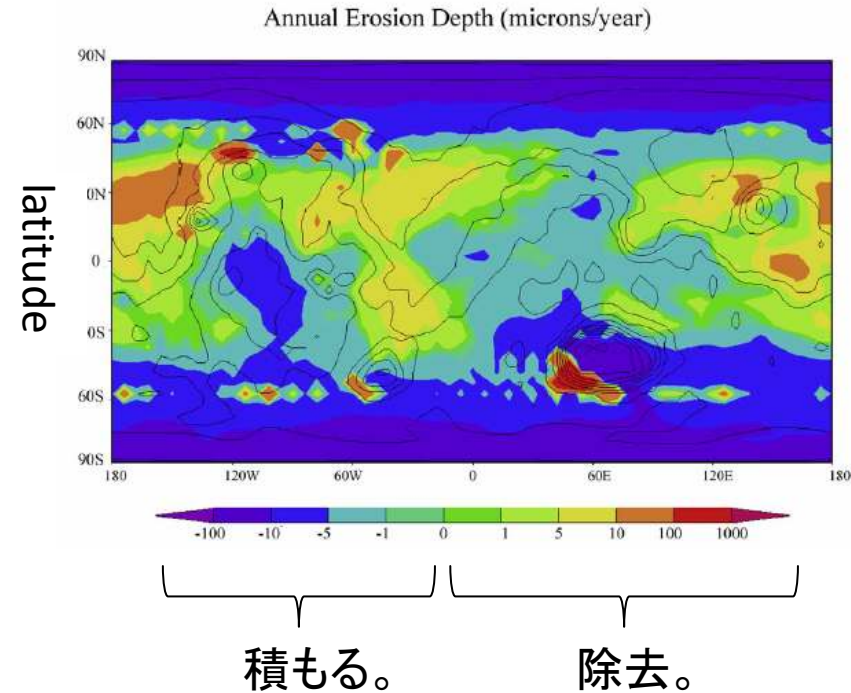 Annual Erosion Depth (microns/year)
90N
60N
0N
0
0S
60S
90S
latitude
180 120W 60W 0 60E 120E 180
-100 -10 -5 -1 0 1 5 10 100 1000
積もる。 除去。